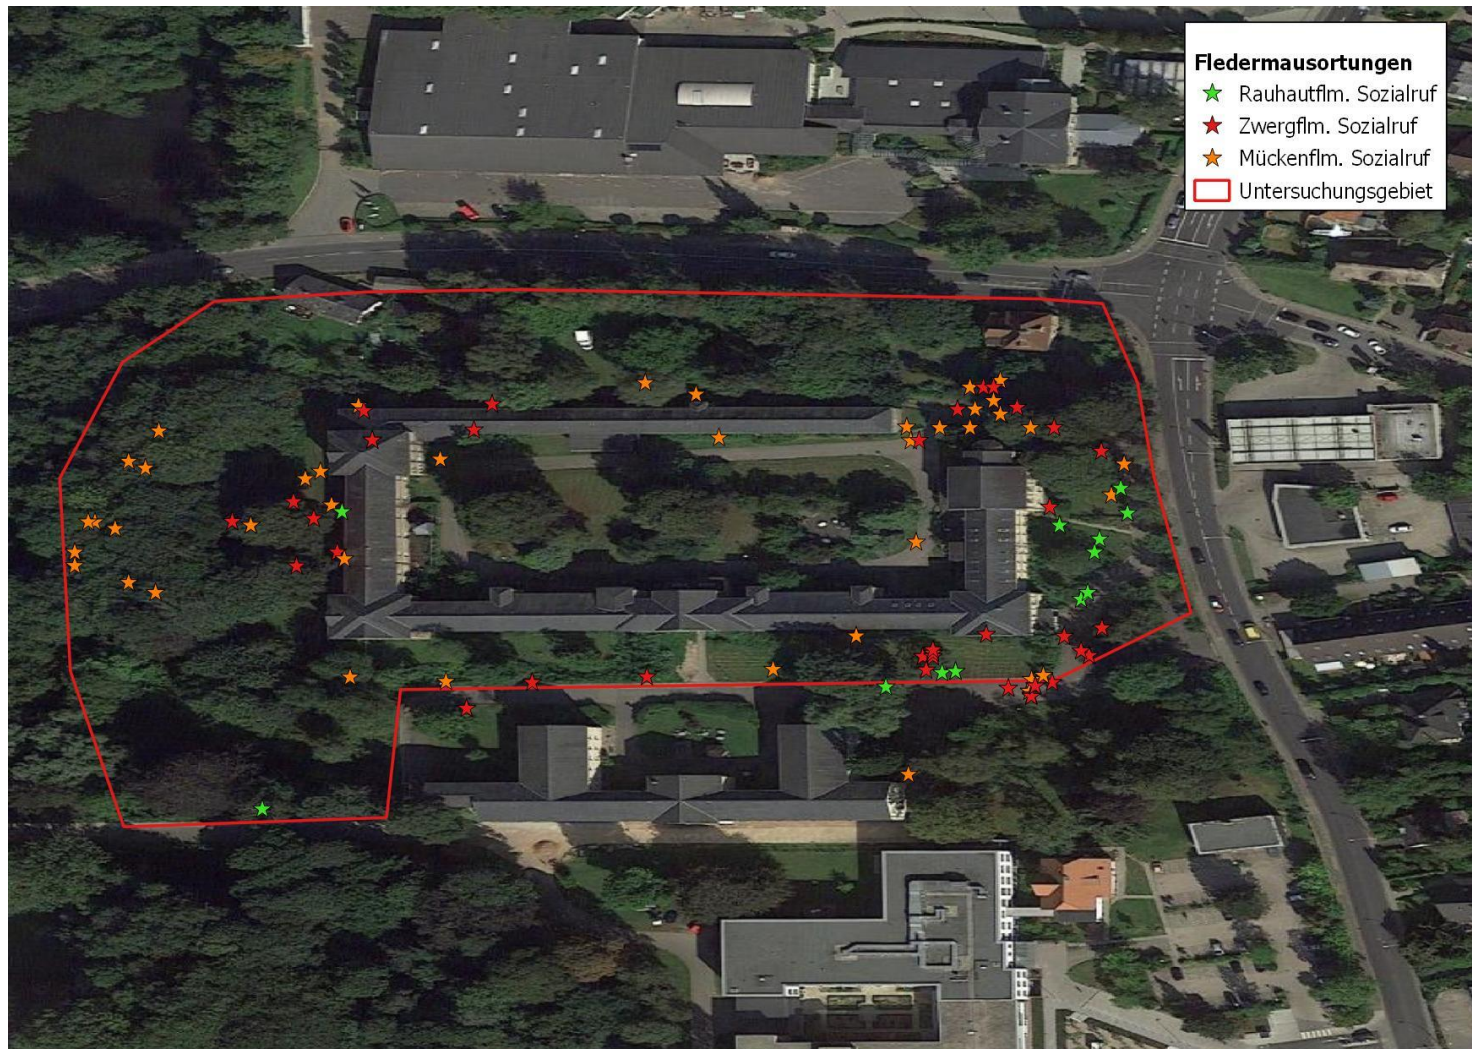 Fledermausortungen
Rauhautflm. Sozialruf
Zwergflm. Sozialruf
Mückenflm. Sozialruf
Untersuchungsgebiet